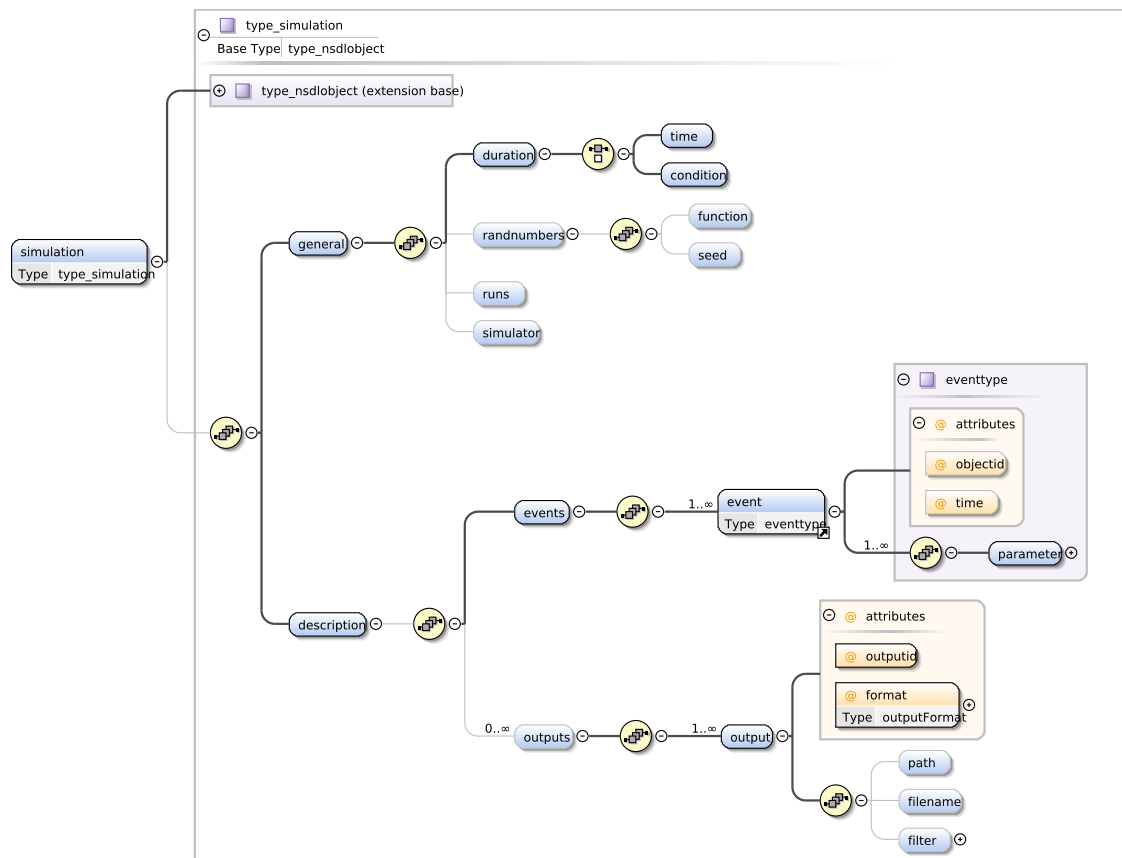 type_simulation
Base Type type_nsdlobject
type_nsdlobject (extension base)
time
duration
condition
function
randnumbers
general
simulation
seed
Type type_simulation
runs
simulator
eventtype
@ attributes
@ objectid
1..∞
event
@ time
events
Type eventtype
1..∞
parameter
@ attributes
description
@ outputid
@ format
Type outputFormat
0..∞
1..∞
outputs
output
path
filename
filter